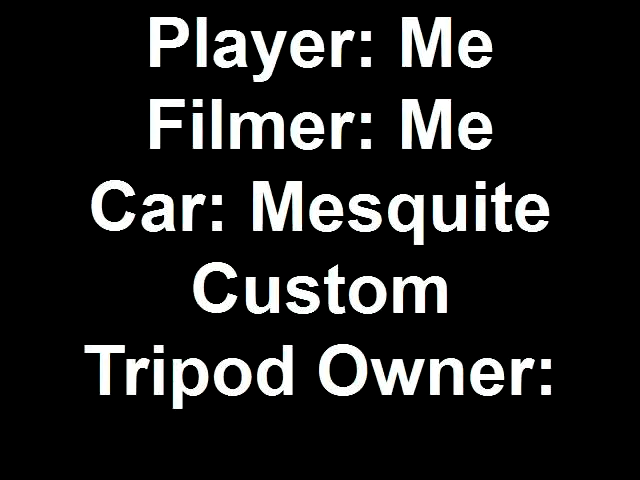 Player: Me
Filmer: Me
Car: Mesquite
Custom
Tripod Owner: